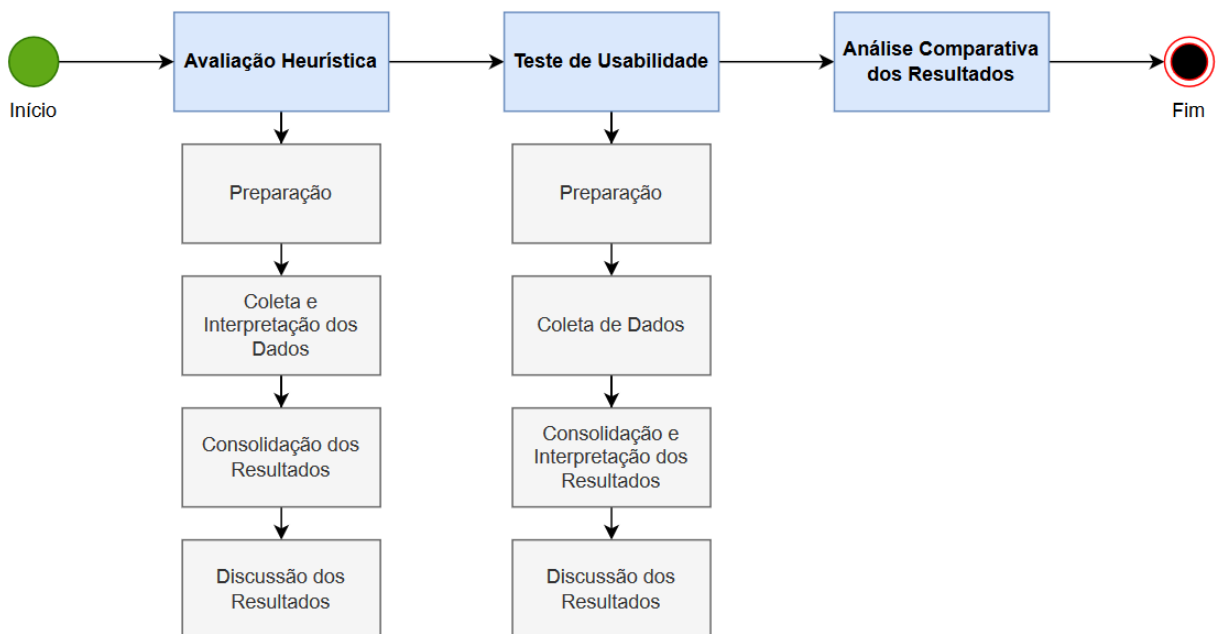 Início
Avaliação Heurística
Teste de Usabilidade
Análise Comparativa
dos Resultados
Fim
Preparação
Coleta e
Interpretação dos
Dados
Consolidação dos
Resultados
Discussão dos
Resultados
Preparação
Coleta de Dados
Consolidação e
Interpretação dos
Resultados
Discussão dos
Resultados